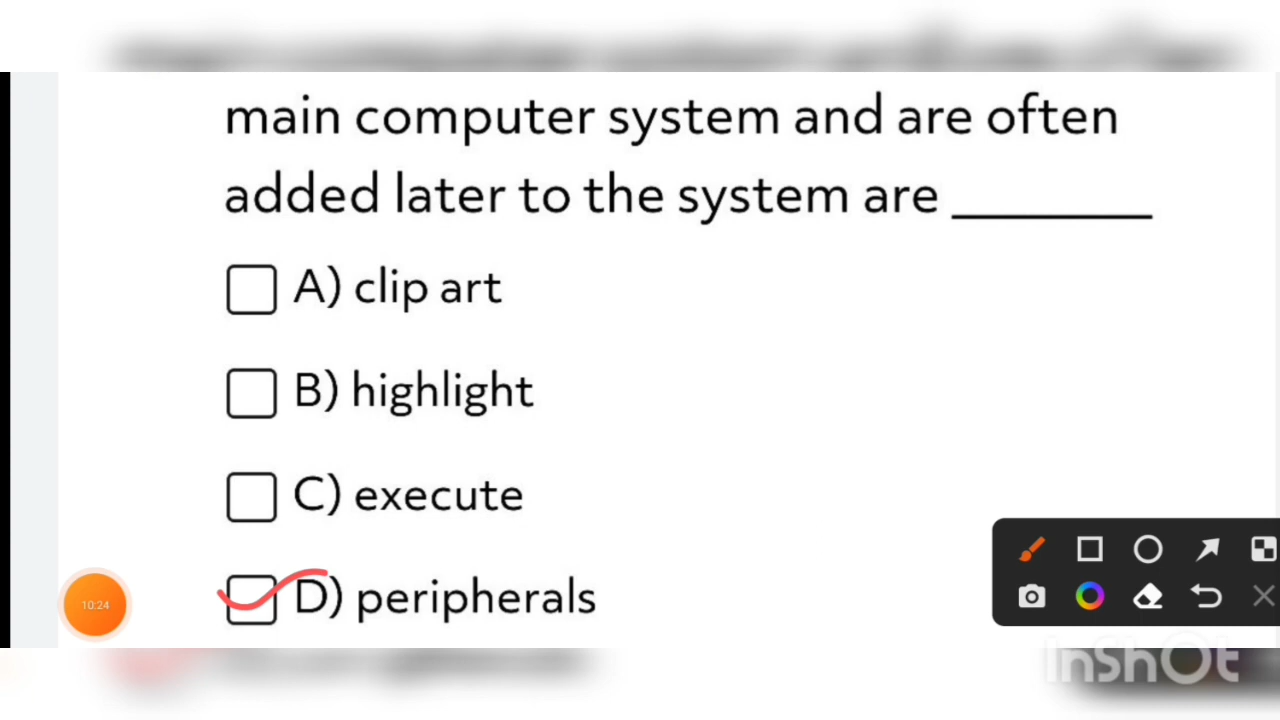 main computer system and are often
added later to the system are ________
A) clip art
B) highlight
C) execute
D) peripherals
10:24
InShOt